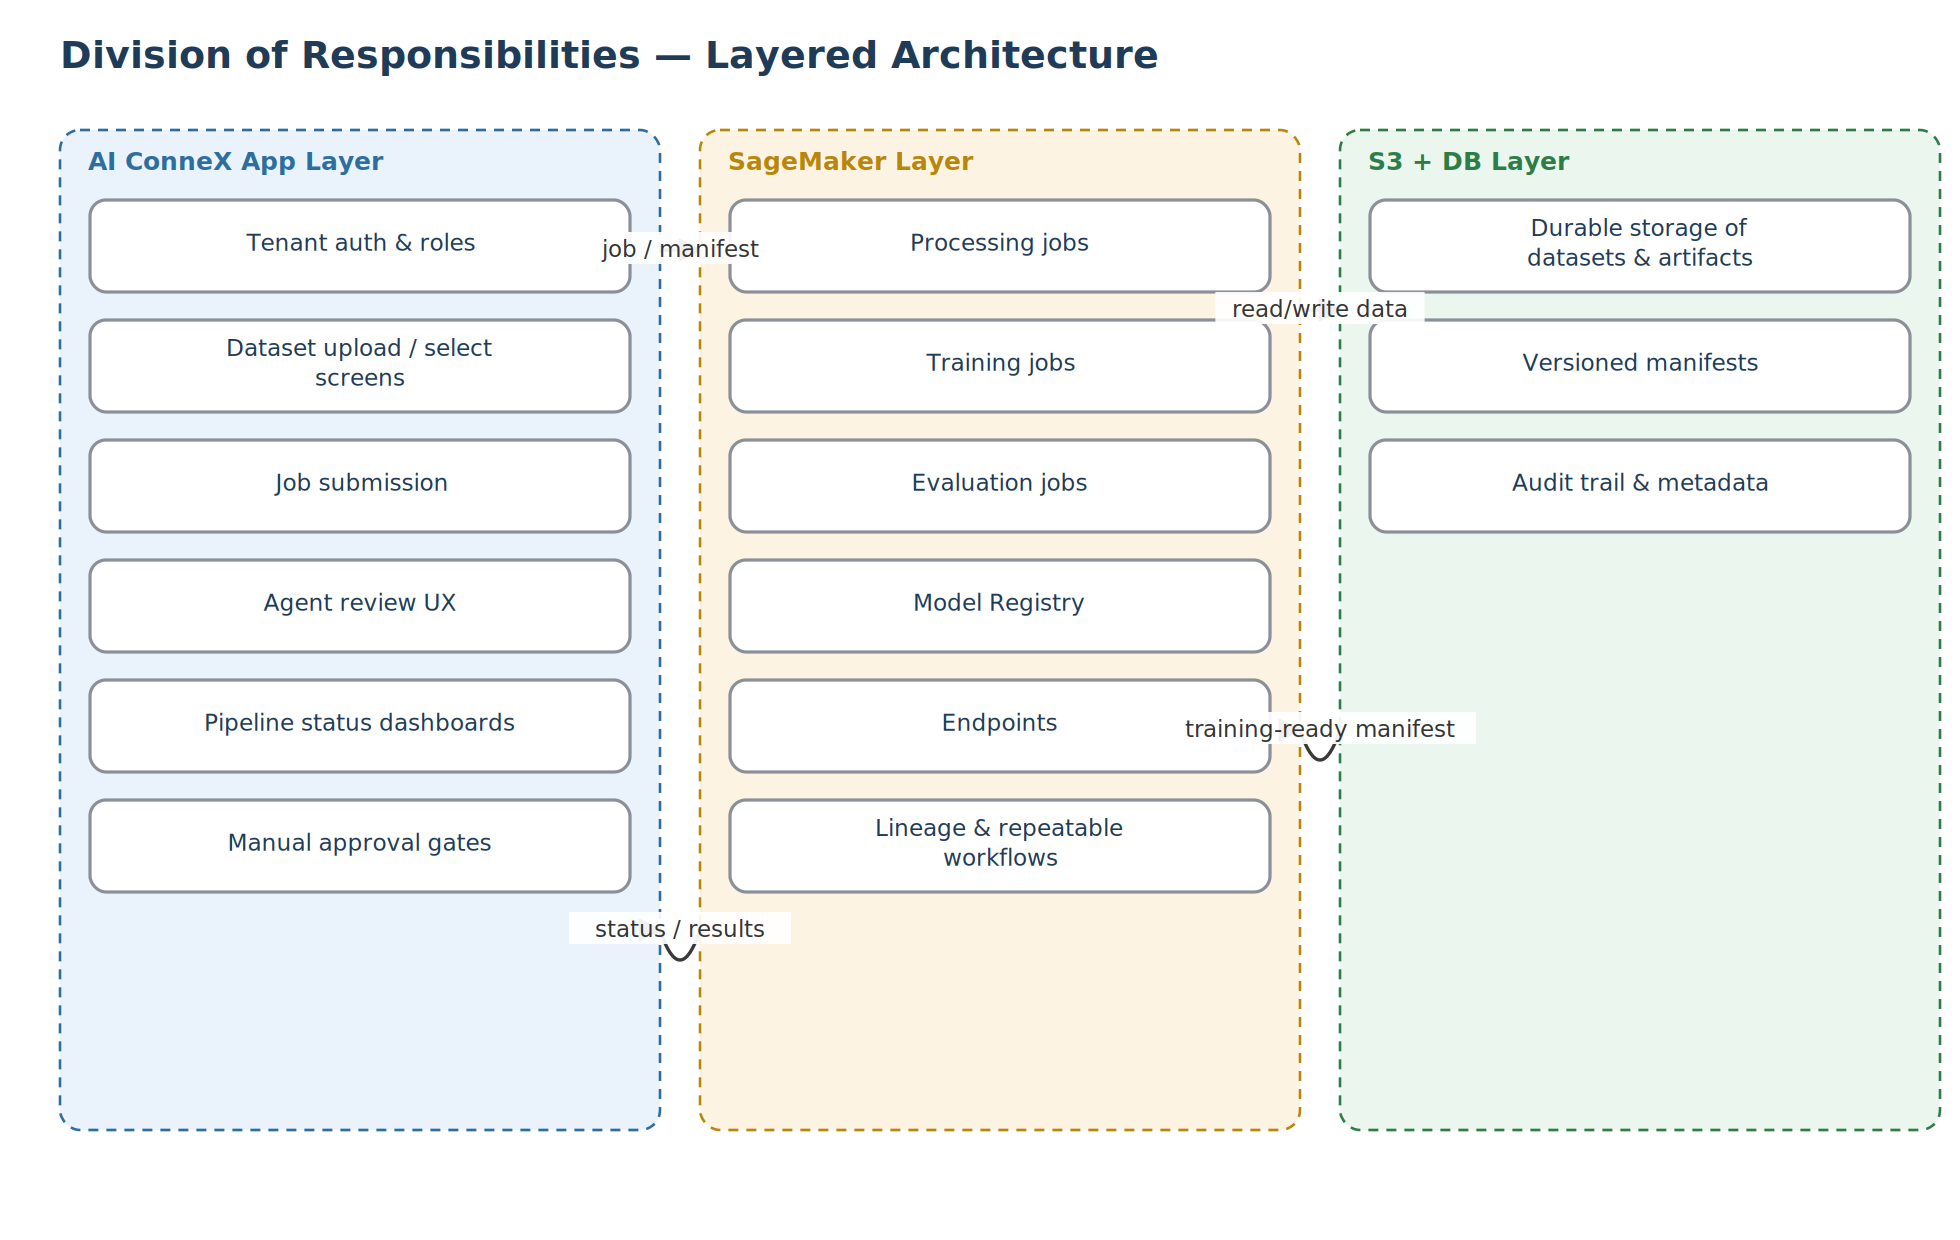 Division of Responsibilities — Layered Architecture
AI ConneX App Layer
Tenant auth & roles
Dataset upload / select
screens
Job submission
Agent review UX
Pipeline status dashboards
Manual approval gates
job / manifest
status / results
SageMaker Layer
Processing jobs
Training jobs
Evaluation jobs
Model Registry
Endpoints
Lineage & repeatable
workflows
read/write data
training-ready manifest
S3 + DB Layer
Durable storage of
datasets & artifacts
Versioned manifests
Audit trail & metadata